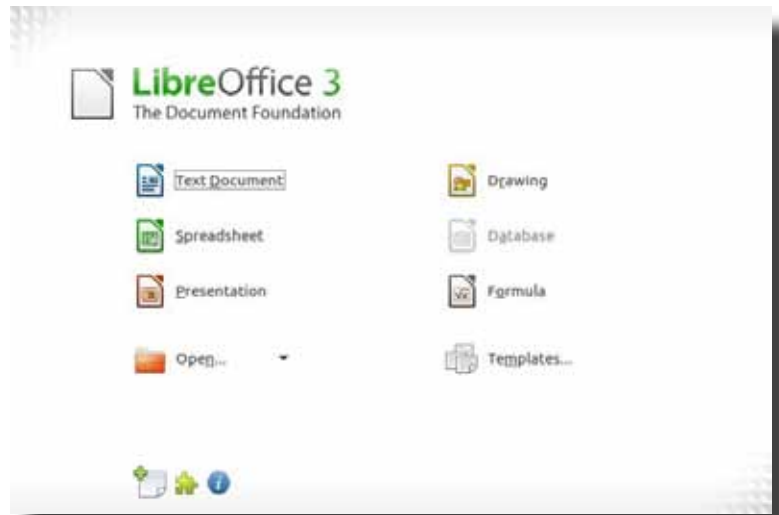 LibreOffice 3
The Document Foundation
Text Document
Drawing
Spreadsheet
Database
Presentation
Formula
Open...
Templates...